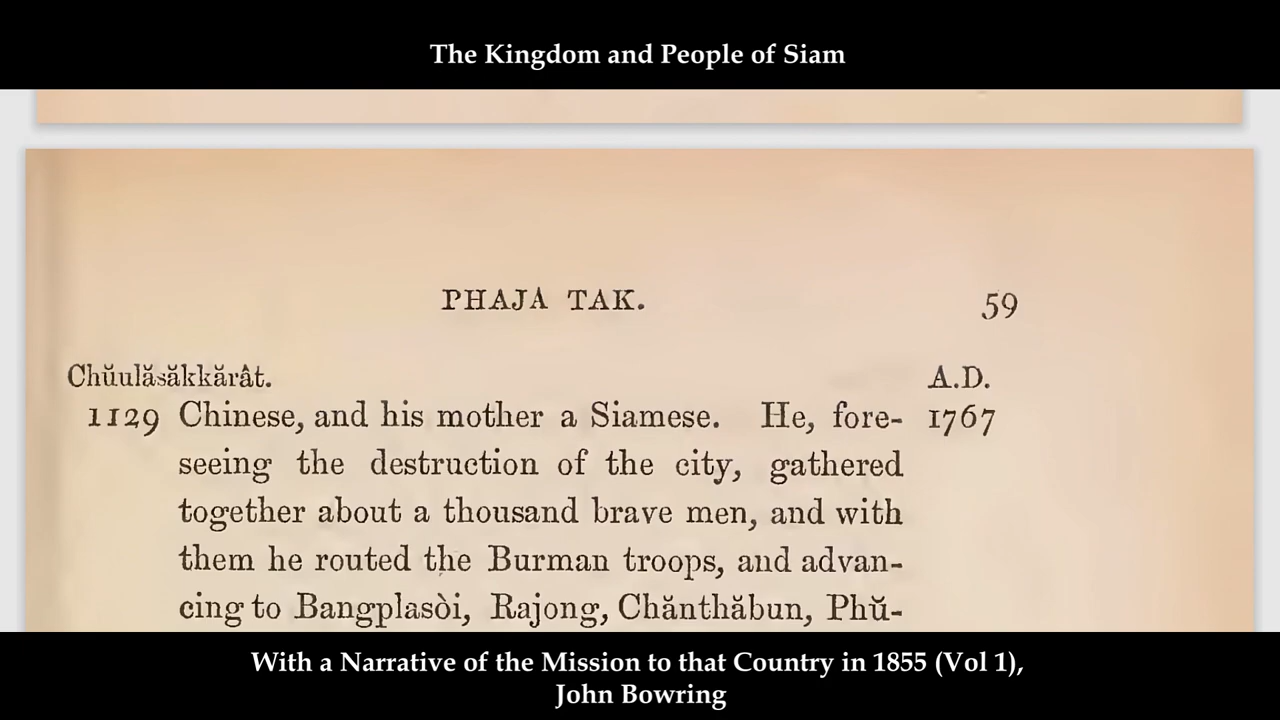 The Kingdom and People of Siam
PHAJA TAK.
59
Chŭulăsăkkărât.
A.D.
1129 Chinese, and his mother a Siamese. He, fore- 1767
seeing the destruction of the city, gathered
together about a thousand brave men, and with
them he routed the Burman troops, and advan-
cing to Bangplasòi, Rajong, Chănthăbun, Phŭ-
With a Narrative of the Mission to that Country in 1855 (Vol 1),
John Bowring